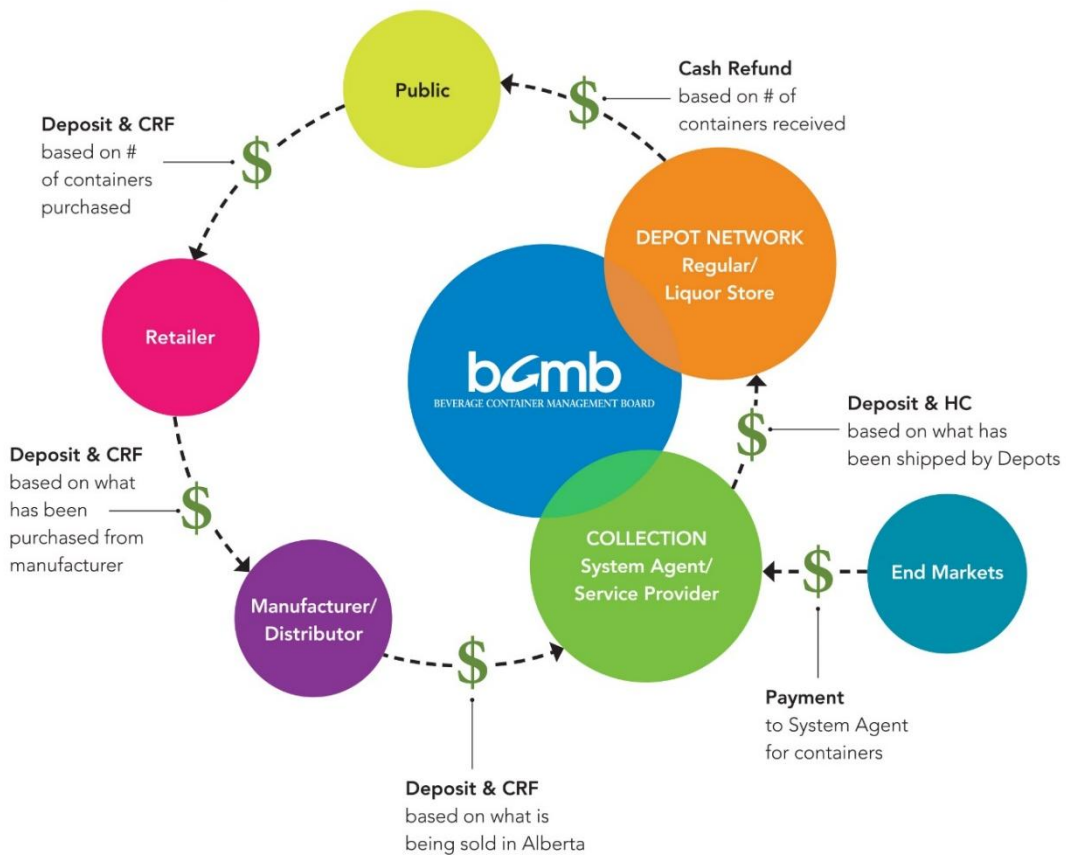 Public
Cash Refund
based on # of
containers received
Deposit & CRF
based on #
of containers
purchased
$
$
DEPOT NETWORK
Regular/
Liquor Store
Retailer
bcmb
BEVERAGE CONTAINER MANAGEMENT BOARD
Deposit & HC
based on what has
been shipped by Depots
$
Deposit & CRF
based on what
has been
purchased from
manufacturer
$
COLLECTION
System Agent/
Service Provider
$
End Markets
Manufacturer/
Distributor
$
Payment
to System Agent
for containers
Deposit & CRF
based on what is
being sold in Alberta